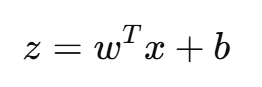 z = w^T x + b